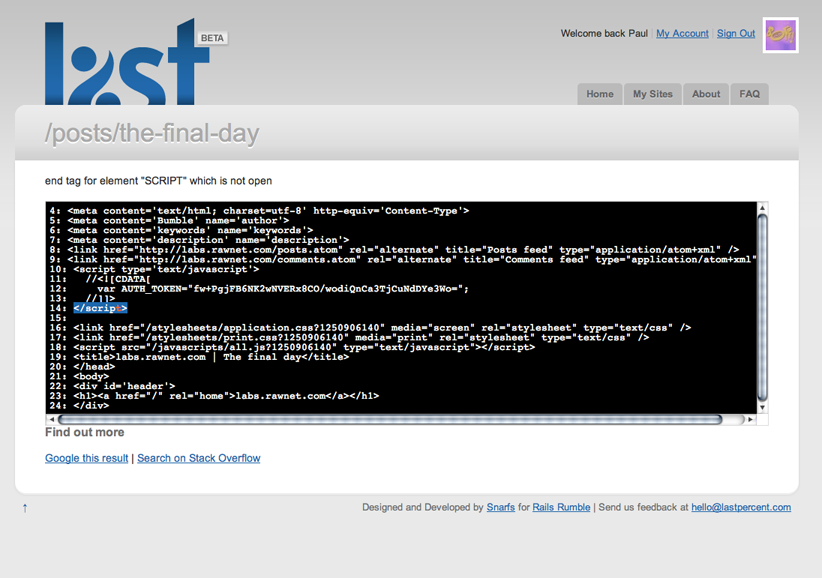 last
BETA
Welcome back Paul | My Account | Sign Out
Home My Sites About FAQ
/posts/the-final-day
end tag for element "SCRIPT" which is not open
4: <meta content='text/html; charset=utf-8' http-equiv='Content-Type'>
5: <meta content='Bumble' name='author'>
6: <meta content='keywords' name='keywords'>
7: <meta content='description' name='description'>
8: <link href="http://labs.rawnet.com/posts.atom" rel="alternate" title="Posts feed" type="application/atom+xml" />
9: <link href="http://labs.rawnet.com/comments.atom" rel="alternate" title="Comments feed" type="application/atom+xml"
10: <script type='text/javascript'>
11: //<![CDATA[
12: var AUTH_TOKEN="fw+PgjFB6NK2wNVERx8CO/wodiQnCa3TjCuNdDYe3Wo=";
13: //]]>
14: </script>
15:
16: <link href="/stylesheets/application.css?1250906140" media="screen" rel="stylesheet" type="text/css" />
17: <link href="/stylesheets/print.css?1250906140" media="print" rel="stylesheet" type="text/css" />
18: <script src="/javascripts/all.js?1250906140" type="text/javascript"></script>
19: <title>labs.rawnet.com | The final day</title>
20: </head>
21: <body>
22: <div id='header'>
23: <h1><a href="/" rel="home">labs.rawnet.com</a></h1>
24: </div>
Find out more
Google this result | Search on Stack Overflow
↑ Designed and Developed by Snarfs for Rails Rumble | Send us feedback at hello@lastpercent.com